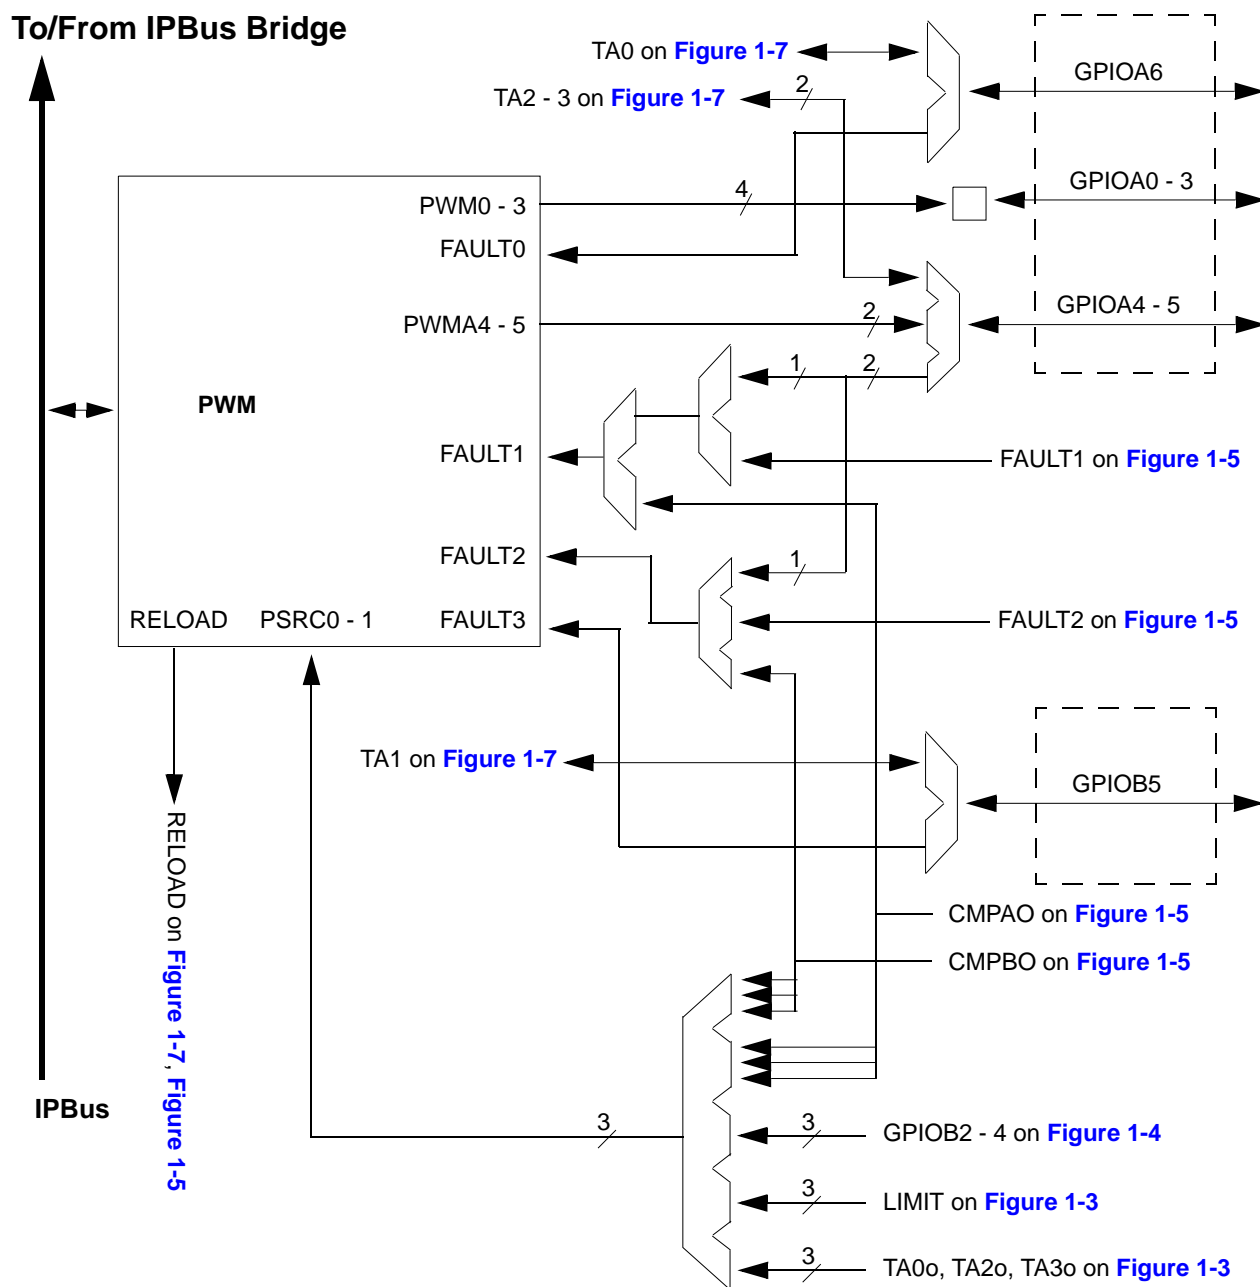 To/From IPBus Bridge
TA0 on Figure 1-7
GPIOA6
2
TA2 - 3 on Figure 1-7
4
GPIOA0 - 3
PWM0 - 3
FAULT0
GPIOA4 - 5
PWMA4 - 5
2
1
2
PWM
FAULT1
FAULT1 on Figure 1-5
FAULT2
1
RELOAD
PSRC0 - 1
FAULT3
FAULT2 on Figure 1-5
TA1 on Figure 1-7
GPIOB5
RELOAD on Figure 1-7, Figure 1-5
CMPAO on Figure 1-5
CMPBO on Figure 1-5
IPBus
3
3
GPIOB2 - 4 on Figure 1-4
3
LIMIT on Figure 1-3
3
TA0o, TA2o, TA3o on Figure 1-3